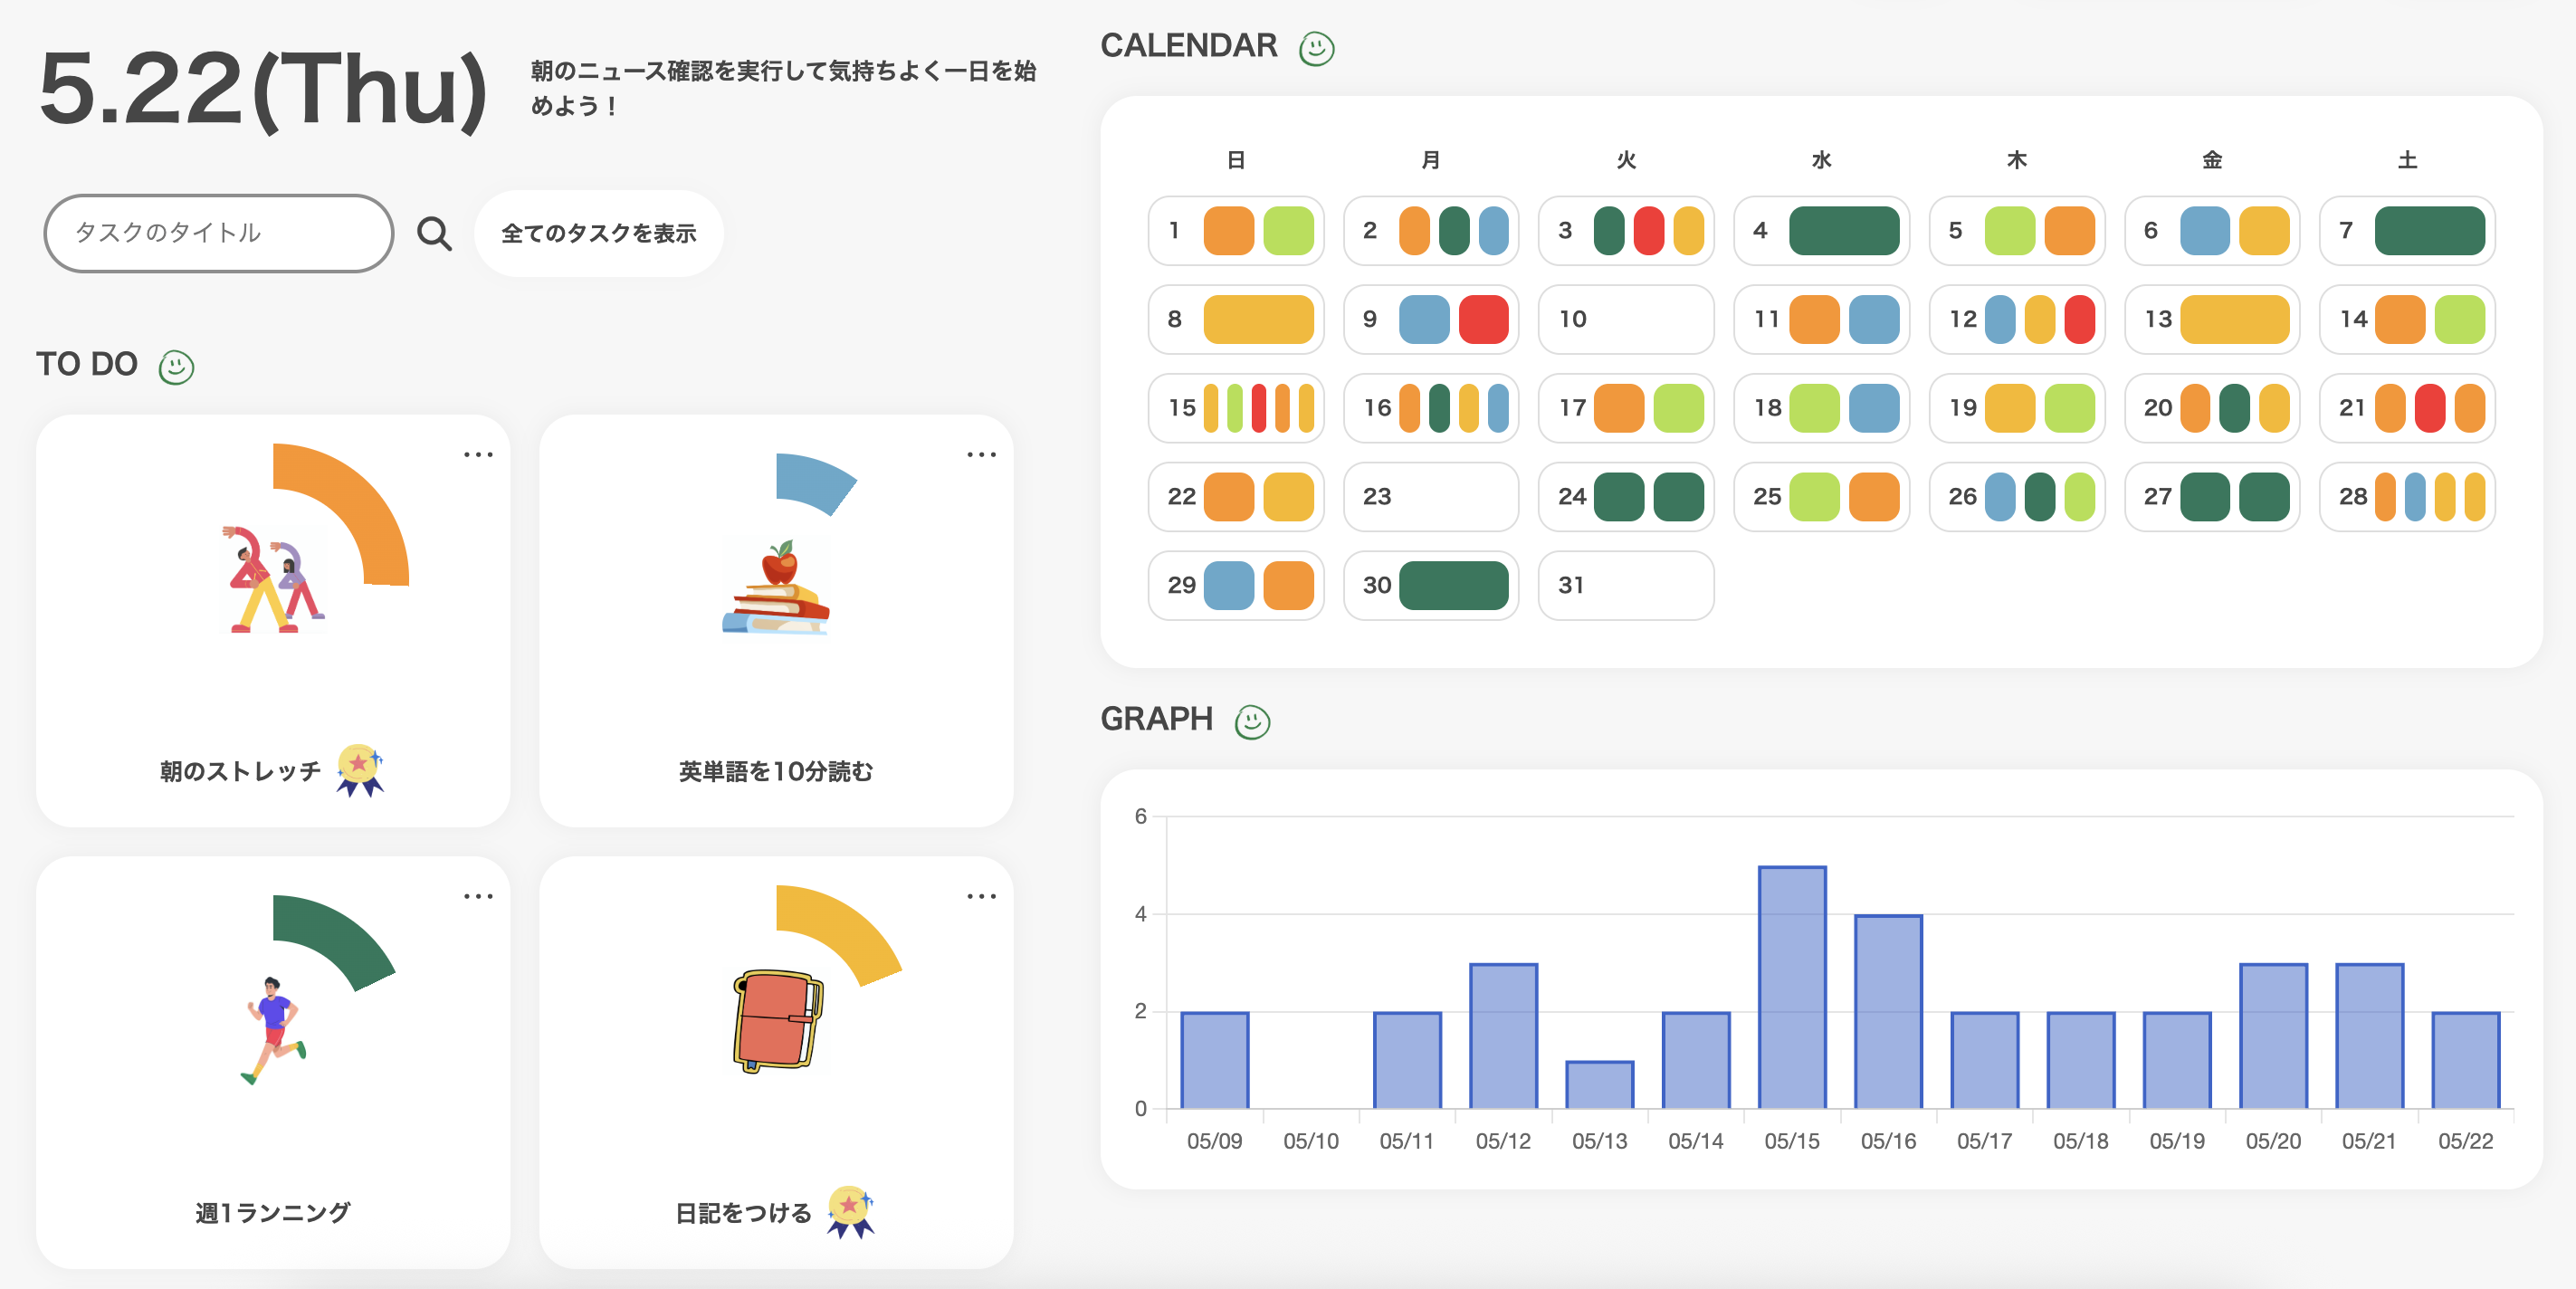 5.22(Thu)
朝のニュース確認を実行して気持ちよく一日を始
めよう！
タスクのタイトル
全てのタスクを表示
TO DO
...
...
朝のストレッチ
英単語を10分読む
...
...
週1ランニング
日記をつける
CALENDAR
日 月 火 水 木 金 土
1 2 3 4 5 6 7
8 9 10 11 12 13 14
15 16 17 18 19 20 21
22 23 24 25 26 27 28
29 30 31
GRAPH
6
4
2
0
05/09 05/10 05/11 05/12 05/13 05/14 05/15 05/16 05/17 05/18 05/19 05/20 05/21 05/22